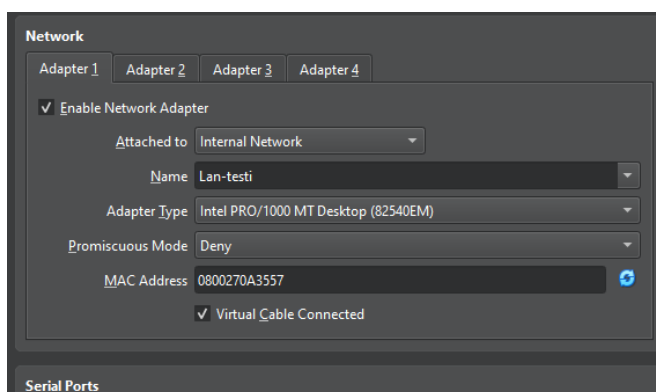 Network
Adapter 1 Adapter 2 Adapter 3 Adapter 4
Enable Network Adapter
Attached to Internal Network
Name Lan-testi
Adapter Type Intel PRO/1000 MT Desktop (82540EM)
Promiscuous Mode Deny
MAC Address 0800270A3557
Virtual Cable Connected
Serial Ports